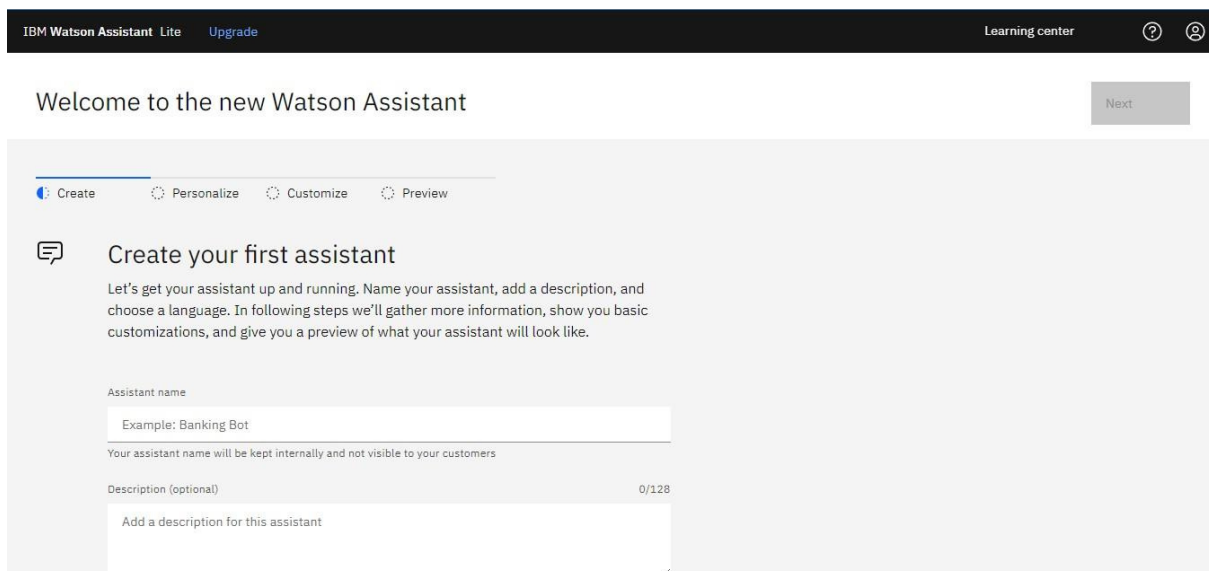 IBM Watson Assistant Lite Upgrade Learning center
Welcome to the new Watson Assistant
Next
Create Personalize Customize Preview
Create your first assistant
Let's get your assistant up and running. Name your assistant, add a description, and
choose a language. In following steps we'll gather more information, show you basic
customizations, and give you a preview of what your assistant will look like.
Assistant name
Example: Banking Bot
Your assistant name will be kept internally and not visible to your customers
Description (optional) 0/128
Add a description for this assistant